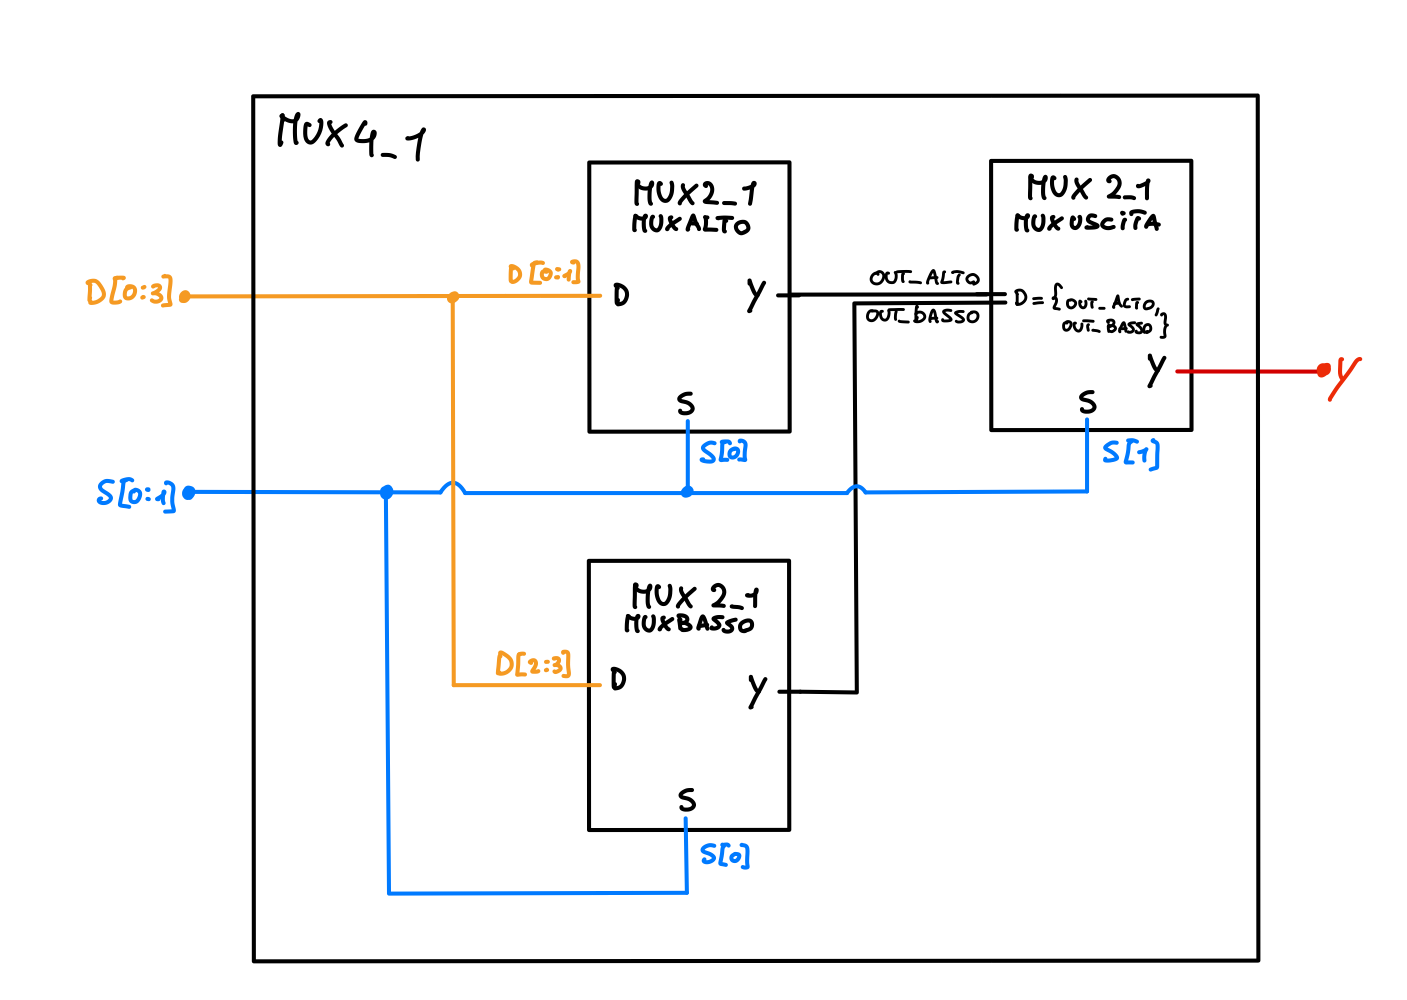 MUX4_1
MUX2_1
MUXALTO
MUX 2_1
MUXUSCiTA
D[0:3]
D[0:1]
D
Y
OUT_ALTO
OUT_BASSO
D={OUT_ALTO,
OUT_BASSO}
Y
Y
S
S[0]
S
S[1]
S[0:1]
MUX 2_1
MUXBASSO
D[2:3]
D
Y
S
S[0]